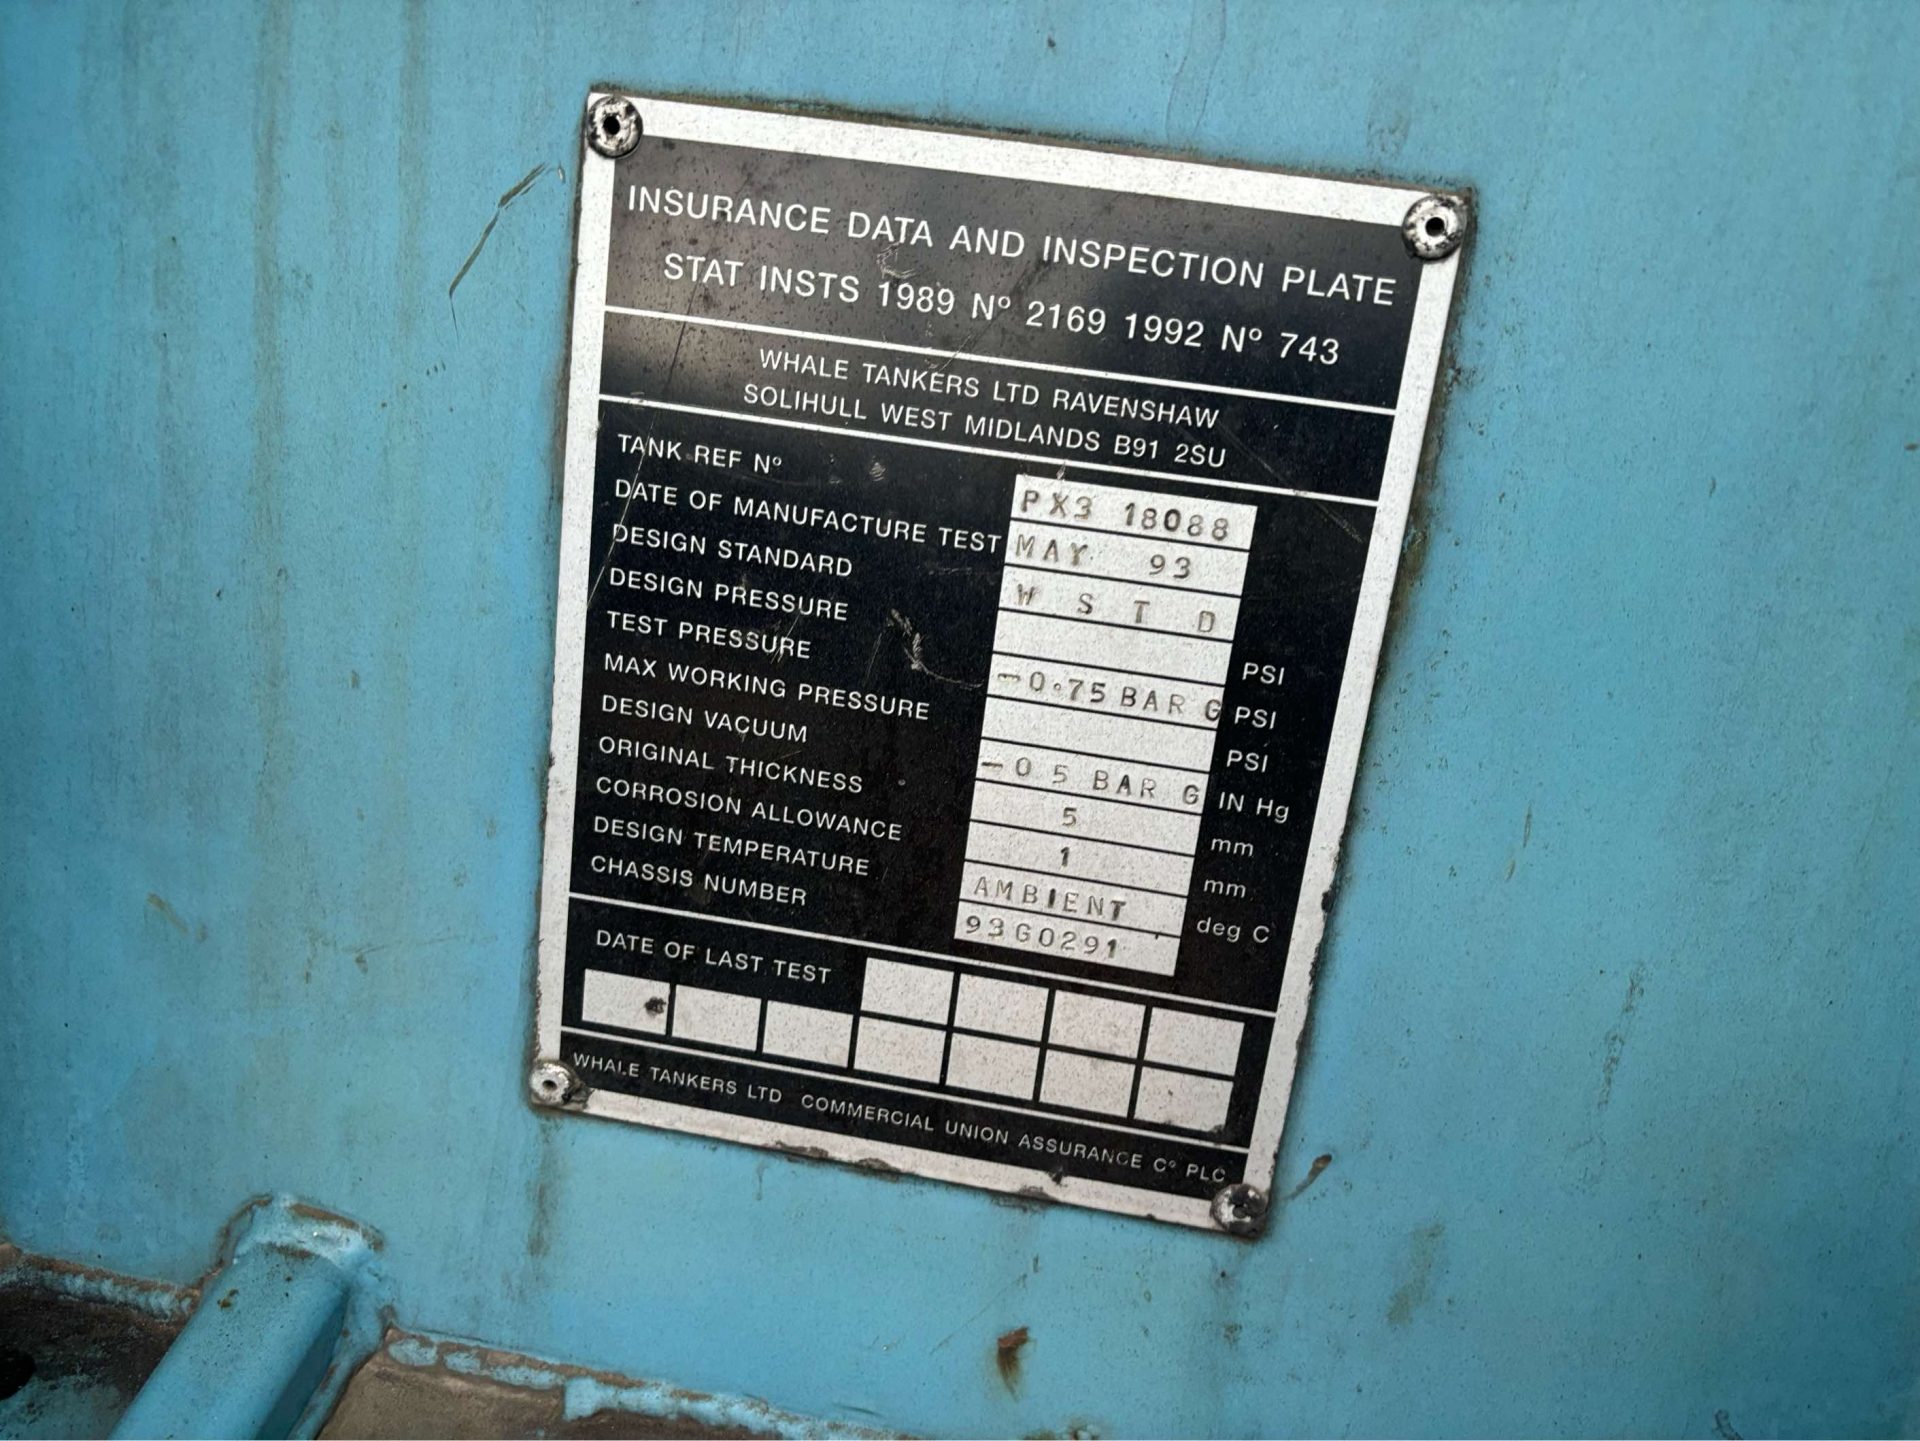 INSURANCE DATA AND INSPECTION PLATE
STAT INSTS 1989 Nº 2169 1992 Nº 743
WHALE TANKERS LTD RAVENSHAW
SOLIHULL WEST MIDLANDS B91 2SU
TANK REF Nº PX3 18088
DATE OF MANUFACTURE TEST MAY 93
DESIGN STANDARD W S T D
DESIGN PRESSURE PSI
TEST PRESSURE -0.75 BAR G PSI
MAX WORKING PRESSURE PSI
DESIGN VACUUM -0 5 BAR G IN Hg
ORIGINAL THICKNESS 5 mm
CORROSION ALLOWANCE 1 mm
DESIGN TEMPERATURE AMBIENT deg C
CHASSIS NUMBER 93G0291
DATE OF LAST TEST
WHALE TANKERS LTD COMMERCIAL UNION ASSURANCE Cº PLC